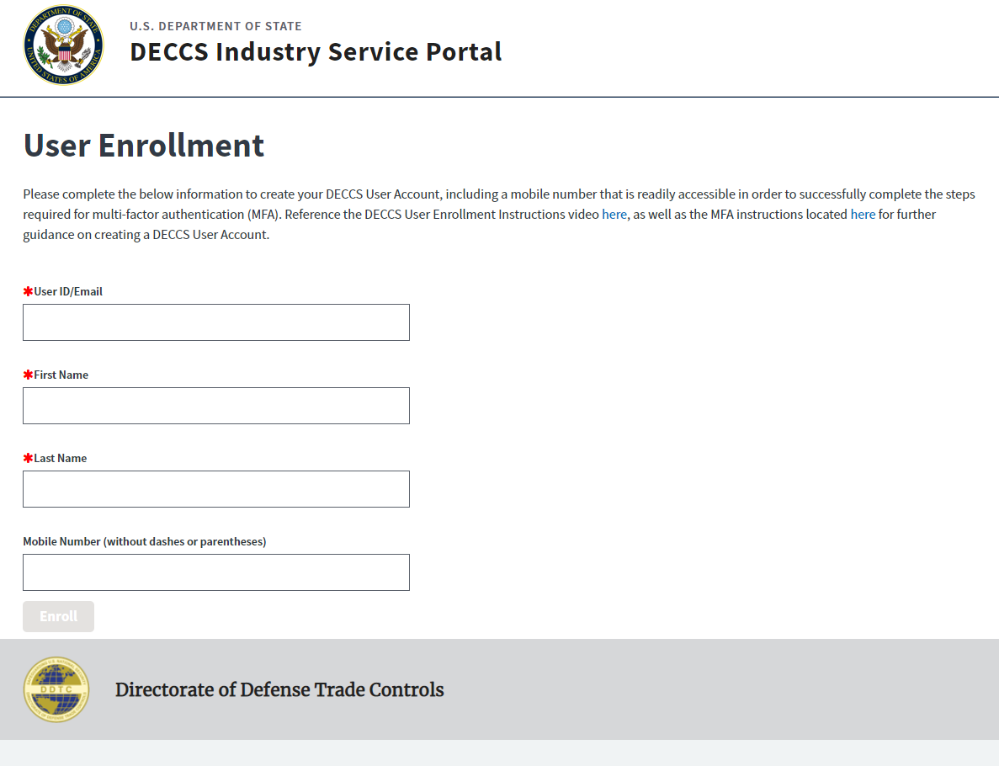 DEPARTMENT OF STATE
UNITED STATES OF AMERICA
U.S. DEPARTMENT OF STATE
DECCS Industry Service Portal
User Enrollment
Please complete the below information to create your DECCS User Account, including a mobile number that is readily accessible in order to successfully complete the steps
required for multi-factor authentication (MFA). Reference the DECCS User Enrollment Instructions video here, as well as the MFA instructions located here for further
guidance on creating a DECCS User Account.
✱User ID/Email
✱First Name
✱Last Name
Mobile Number (without dashes or parentheses)
Enroll
DDTC
Directorate of Defense Trade Controls